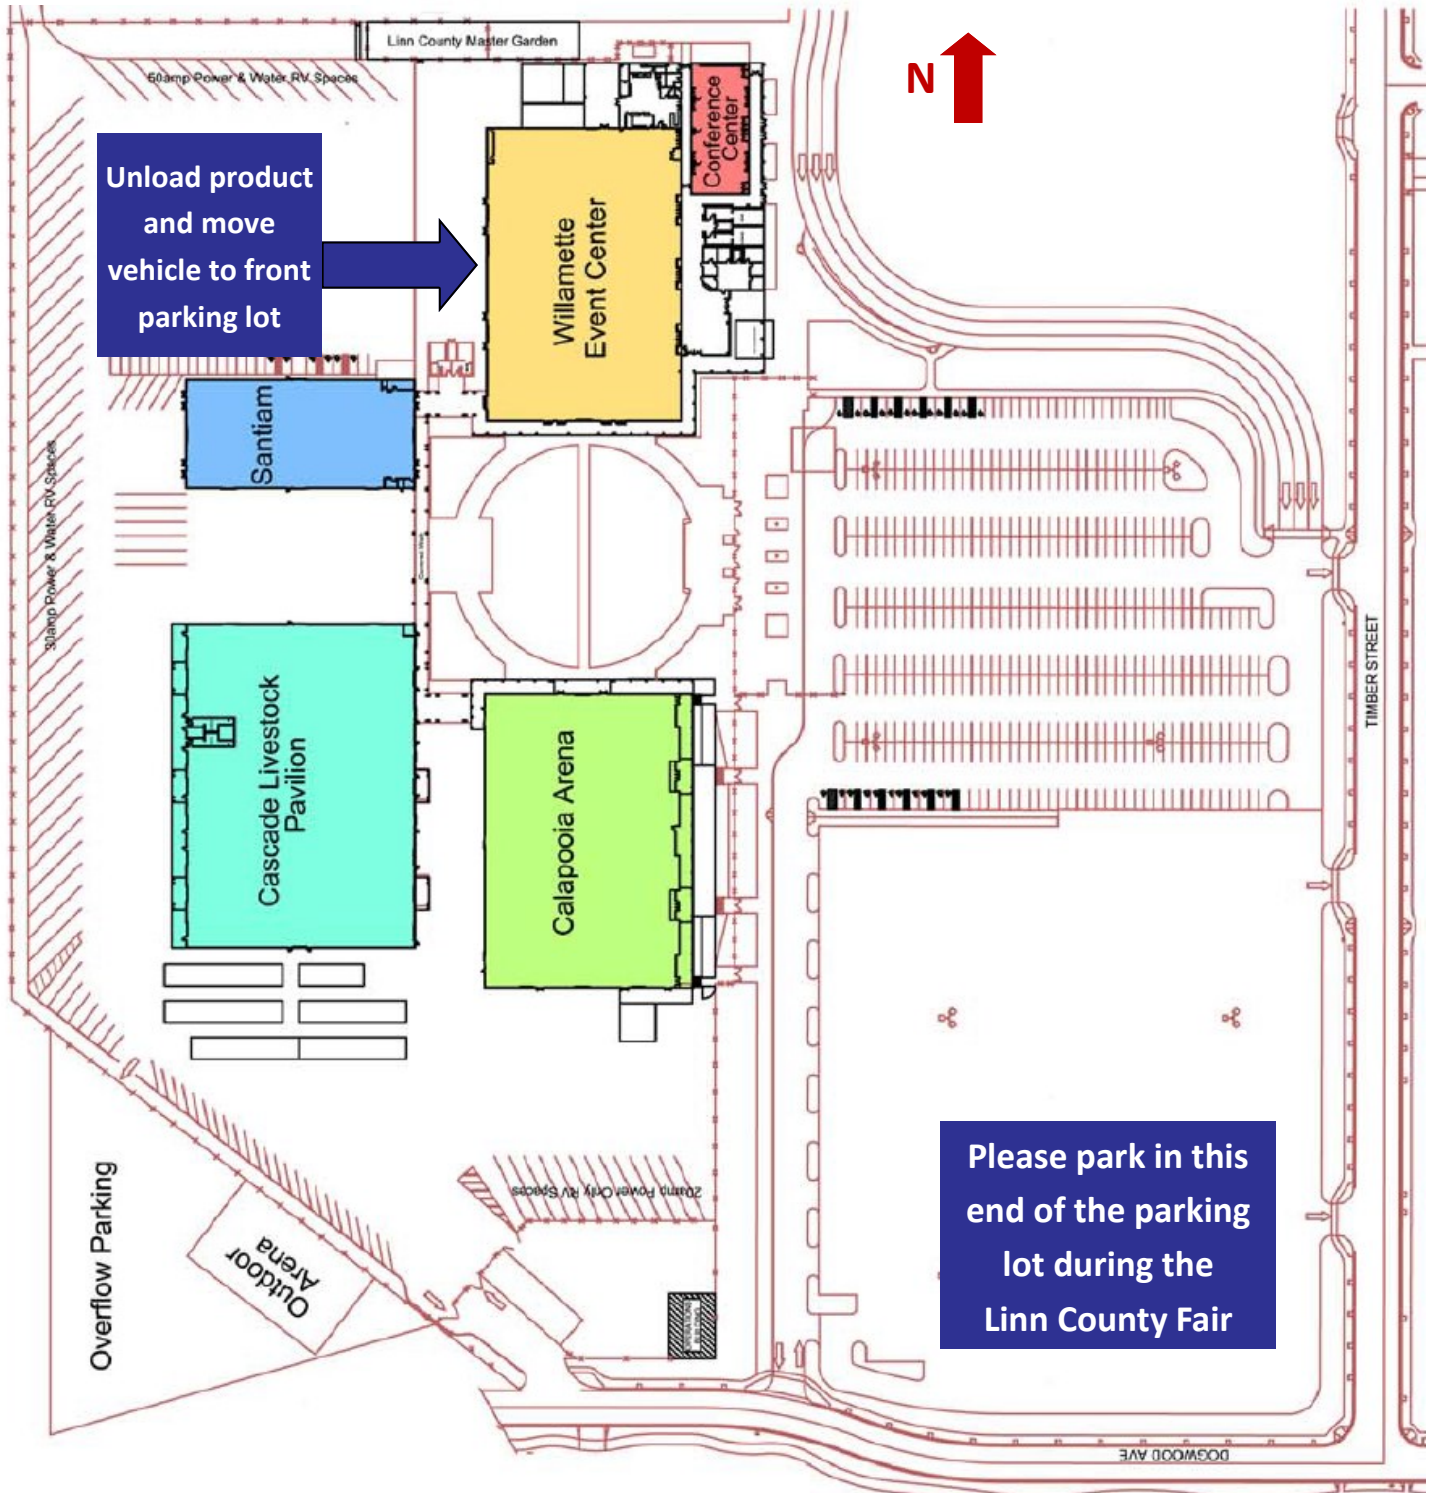 Linn County Master Garden
50amp Power & Water RV Spaces
N
Conference
Center
Unload product
and move
vehicle to front
parking lot
Willamette
Event Center
Santiam
30amp Power & Water RV Spaces
TIMBER STREET
Cascade Livestock
Pavilion
Calapooia Arena
Please park in this
end of the parking
lot during the
Linn County Fair
20amp Power Only RV Spaces
Overflow Parking
Outdoor
Arena
DOGWOOD AVE